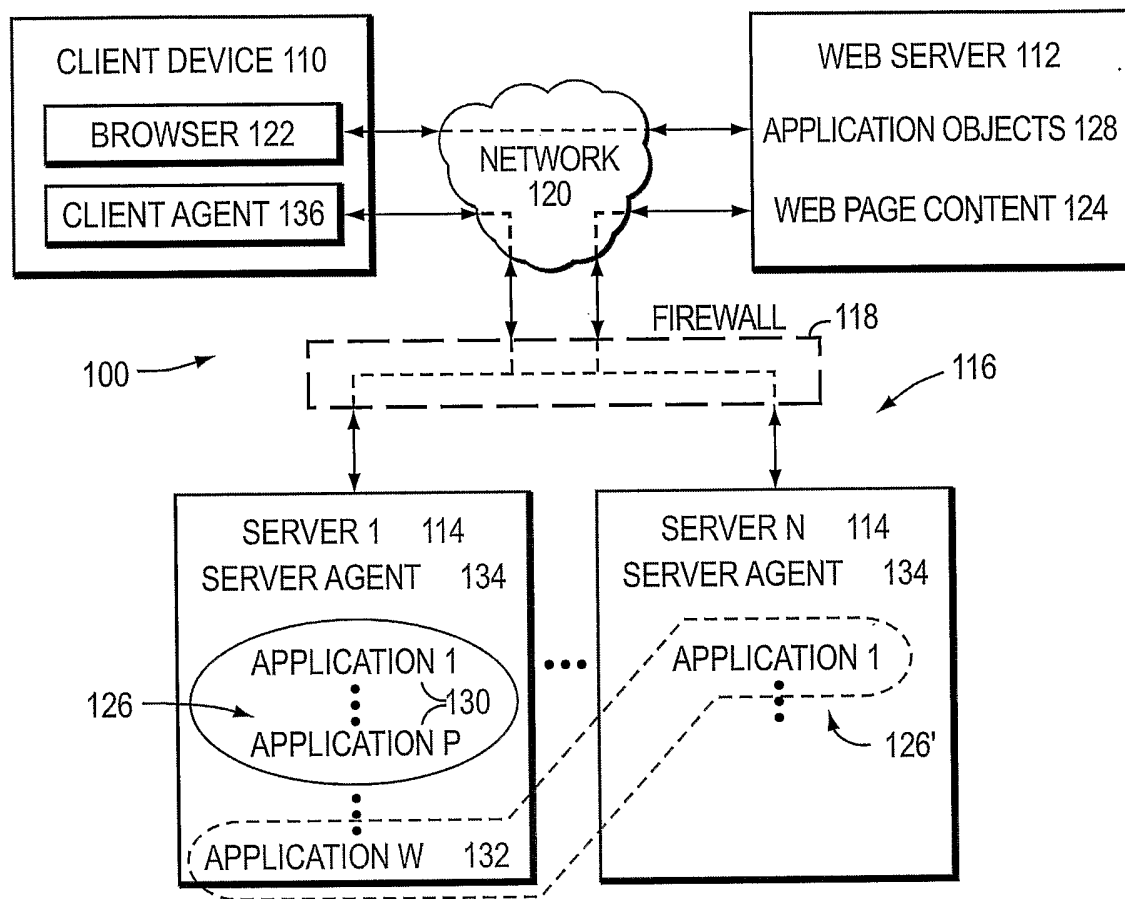 CLIENT DEVICE 110
BROWSER 122
CLIENT AGENT 136
NETWORK
120
WEB SERVER 112
APPLICATION OBJECTS 128
WEB PAGE CONTENT 124
FIREWALL
118
100
116
SERVER 1 114
SERVER AGENT 134
APPLICATION 1
130
126
APPLICATION P
APPLICATION W 132
SERVER N 114
SERVER AGENT 134
APPLICATION 1
126'